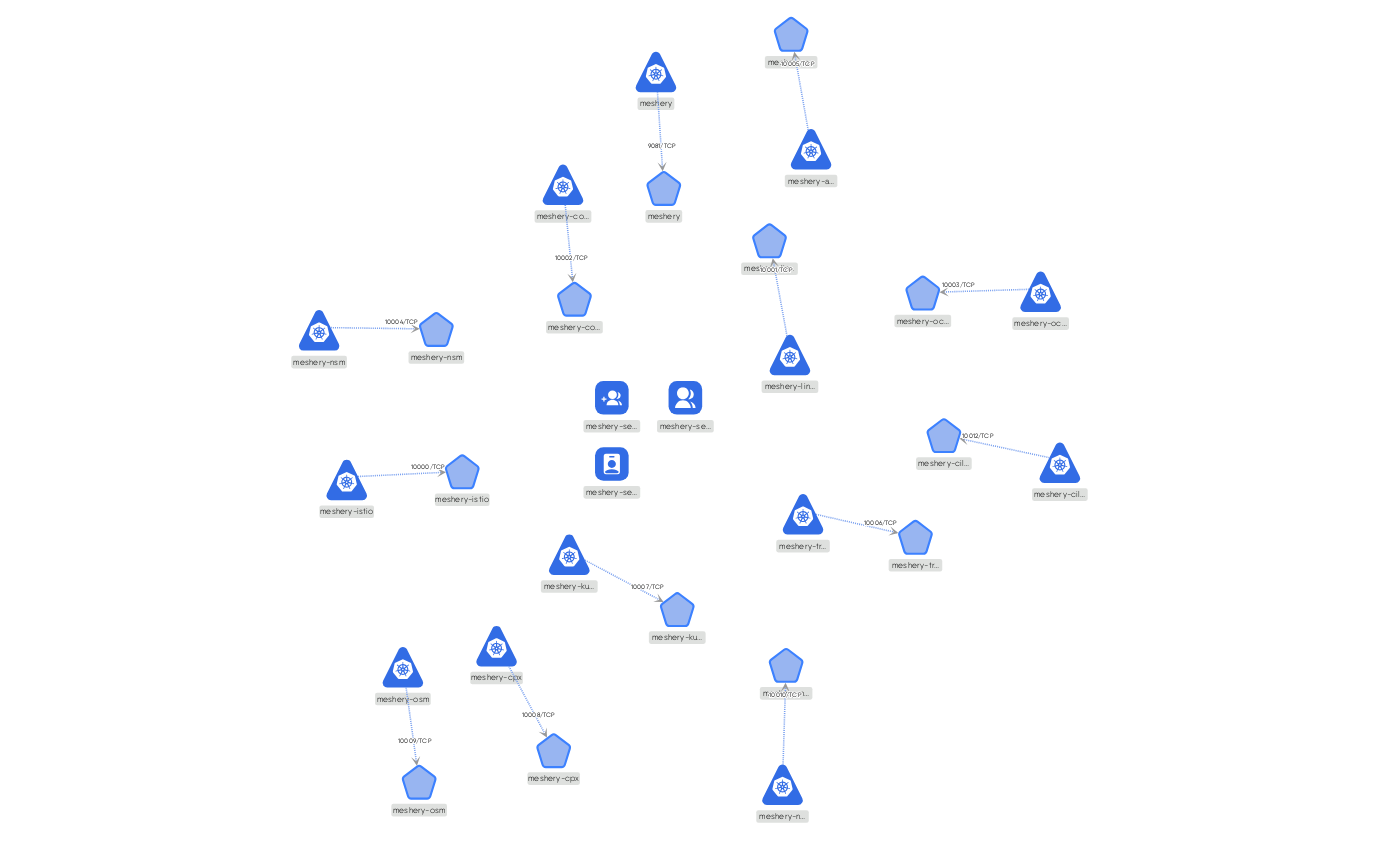 10005/TCP
meshery
meshery-a...
9081/TCP
meshery-co...
meshery
10002/TCP
10001/TCP
10003/TCP
meshery-oc...
meshery-oc...
10004/TCP
meshery-co...
meshery-nsm
meshery-nsm
meshery-lin...
meshery-se...
meshery-se...
10012/TCP
meshery-cil...
10000/TCP
meshery-se...
meshery-cil...
meshery-istio
meshery-istio
10006/TCP
meshery-tr...
meshery-tr...
meshery-ku...
10007/TCP
meshery-ku...
meshery-cpx
10010/TCP
meshery-osm
10008/TCP
10009/TCP
meshery-cpx
meshery-osm
meshery-n...